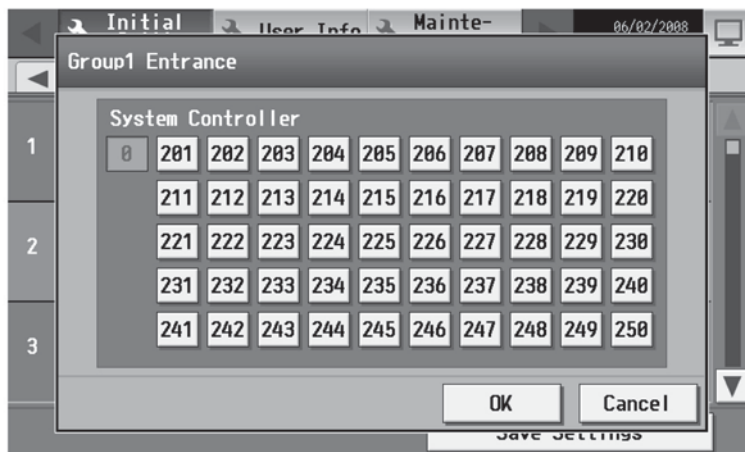 Initial User Info Mainte- 06/02/2008
Group1 Entrance
System Controller
0 201 202 203 204 205 206 207 208 209 210
1
211 212 213 214 215 216 217 218 219 220
221 222 223 224 225 226 227 228 229 230
2
231 232 233 234 235 236 237 238 239 240
241 242 243 244 245 246 247 248 249 250
3
OK Cancel
Save Settings